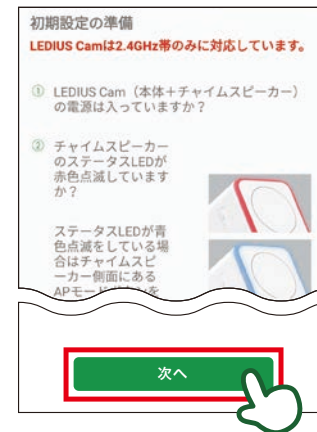 初期設定の準備
LEDIUS Camは2.4GHz帯のみに対応しています。
① LEDIUS Cam（本体＋チャイムスピーカー）
の電源は入っていますか？
② チャイムスピーカー
のステータスLEDが
赤色点滅しています
か？
ステータスLEDが青
色点滅をしている場
合はチャイムスピ
ーカー側面にある
APモード
次へ